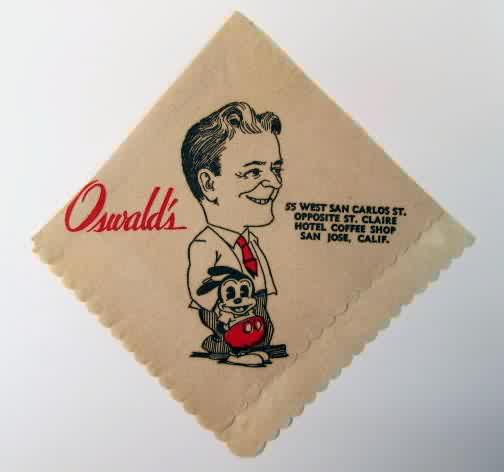 Oswald's
55 WEST SAN CARLOS ST.
OPPOSITE ST. CLAIRE
HOTEL COFFEE SHOP
SAN JOSE, CALIF.